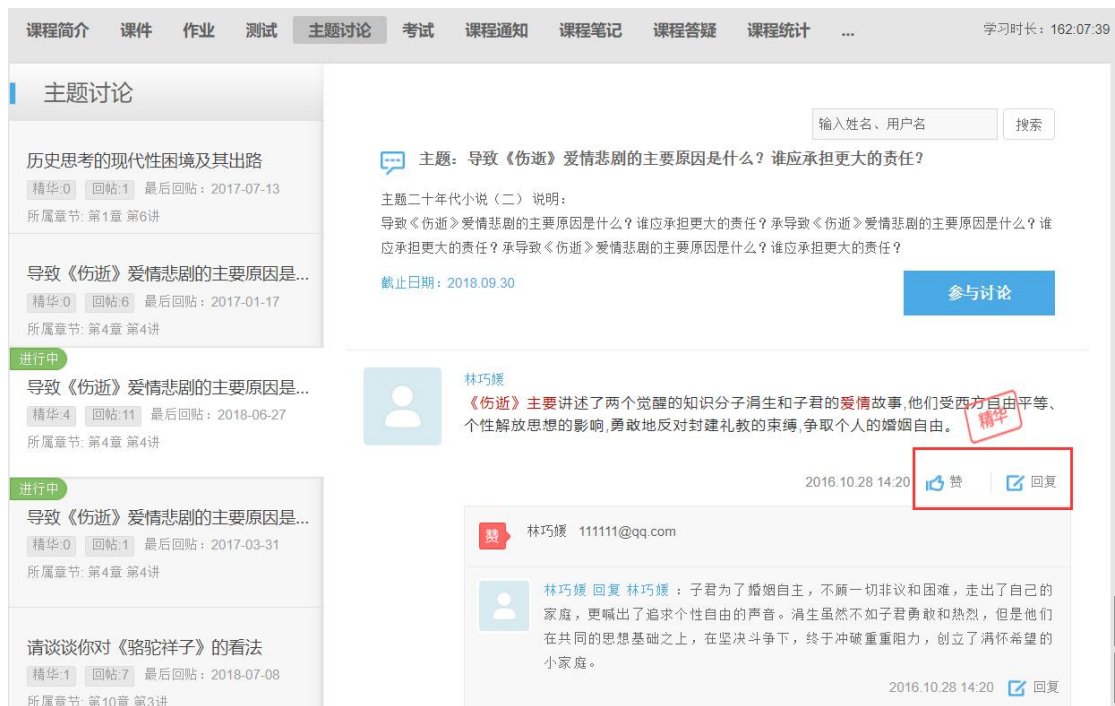 课程简介 课件 作业 测试 主题讨论 考试 课程通知 课程笔记 课程答疑 课程统计 ... 学习时长：162:07:39
主题讨论
历史思考的现代性困境及其出路
精华:0 回帖:1 最后回贴：2017-07-13
所属章节: 第1章 第6讲
导致《伤逝》爱情悲剧的主要原因是...
精华:0 回帖:6 最后回贴：2017-01-17
所属章节: 第4章 第4讲
进行中
导致《伤逝》爱情悲剧的主要原因是...
精华:4 回帖:11 最后回贴：2018-06-27
所属章节: 第4章 第4讲
进行中
导致《伤逝》爱情悲剧的主要原因是...
精华:0 回帖:1 最后回贴：2017-03-31
所属章节: 第4章 第4讲
请谈谈你对《骆驼祥子》的看法
精华:1 回帖:7 最后回贴：2018-07-08
所属章节: 第10章 第3讲
输入姓名、用户名 搜索
主题：导致《伤逝》爱情悲剧的主要原因是什么？谁应承担更大的责任？
主题二十年代小说（二） 说明：
导致《伤逝》爱情悲剧的主要原因是什么？谁应承担更大的责任？承导致《伤逝》爱情悲剧的主要原因是什么？谁
应承担更大的责任？承导致《伤逝》爱情悲剧的主要原因是什么？谁应承担更大的责任？
截止日期：2018.09.30
参与讨论
林巧媛
《伤逝》主要讲述了两个觉醒的知识分子涓生和子君的爱情故事,他们受西方自由平等、
个性解放思想的影响,勇敢地反对封建礼教的束缚,争取个人的婚姻自由。
精华
2016.10.28 14:20 赞 回复
赞 林巧媛 111111@qq.com
林巧媛 回复 林巧媛 ：子君为了婚姻自主，不顾一切非议和困难，走出了自己的
家庭，更喊出了追求个性自由的声音。涓生虽然不如子君勇敢和热烈，但是他们
在共同的思想基础之上，在坚决斗争下，终于冲破重重阻力，创立了满怀希望的
小家庭。
2016.10.28 14:20 回复